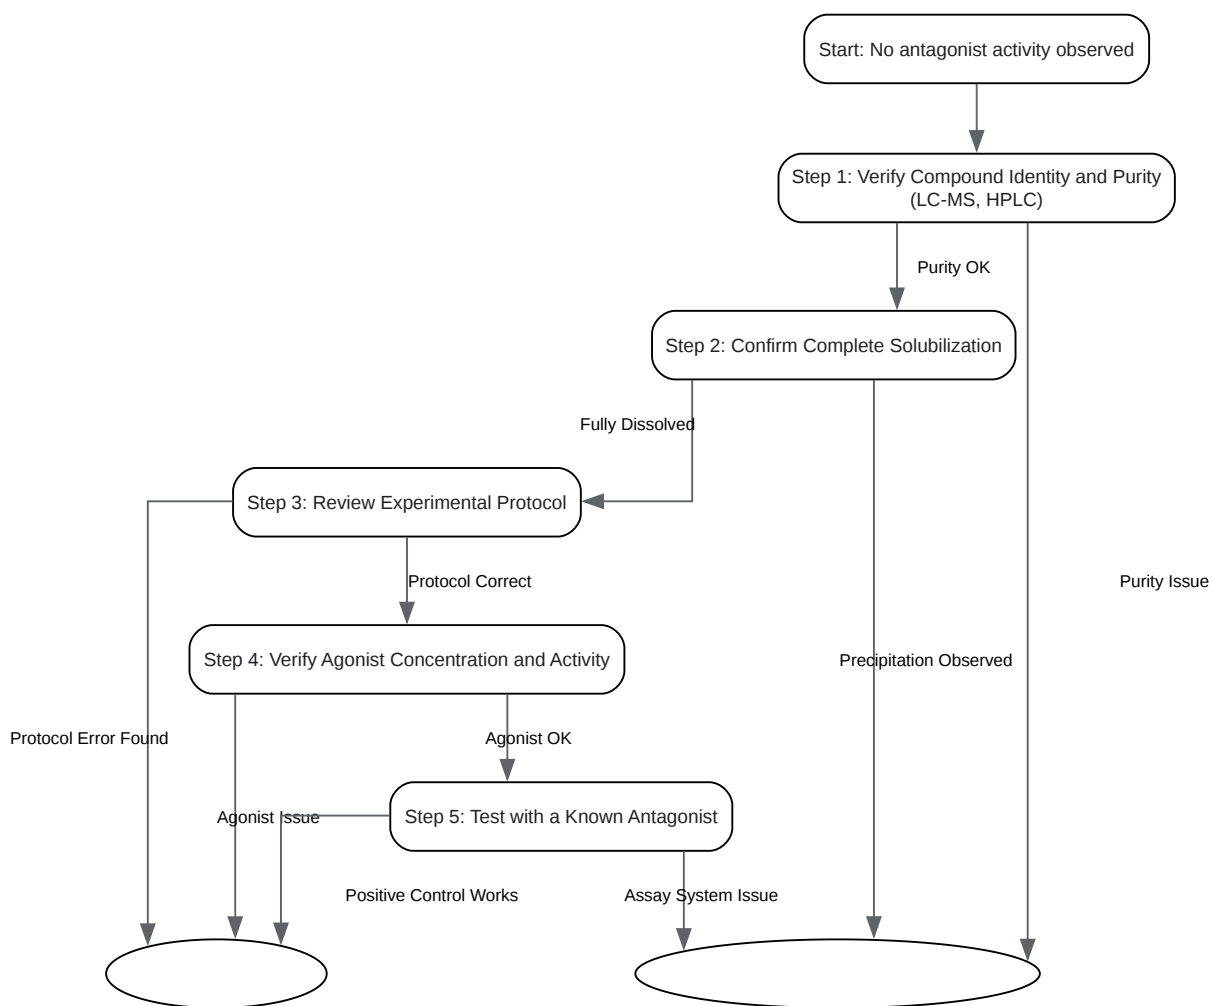 Start: No antagonist activity observed
Step 1: Verify Compound Identity and Purity
(LC-MS, HPLC)
Purity OK
Step 2: Confirm Complete Solubilization
Fully Dissolved
Step 3: Review Experimental Protocol
Protocol Correct
Purity Issue
Step 4: Verify Agonist Concentration and Activity
Precipitation Observed
Protocol Error Found
Agonist OK
Agonist Issue
Step 5: Test with a Known Antagonist
Positive Control Works
Assay System Issue